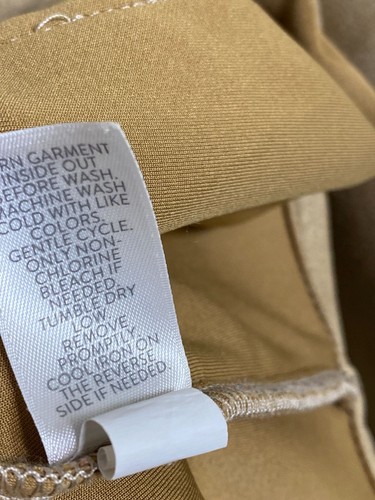 RN GARMENT
INSIDE OUT
BEFORE WASH.
MACHINE WASH
COLD WITH LIKE
COLORS.
GENTLE CYCLE.
ONLY NON-
CHLORINE
BLEACH IF
NEEDED.
TUMBLE DRY
LOW.
REMOVE
PROMPTLY.
COOL IRON ON
THE REVERSE
SIDE IF NEEDED.